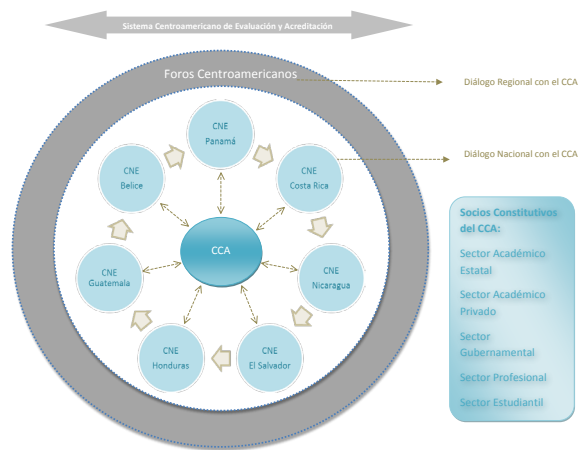 Sistema Centroamericano de Evaluación y Acreditación
Foros Centroamericanos
Diálogo Regional con el CCA
CNE
Panamá
Diálogo Nacional con el CCA
CNE
Belice
CNE
Costa Rica
CCA
CNE
Guatemala
CNE
Nicaragua
CNE
Honduras
CNE
El Salvador
Socios Constitutivos
del CCA:
Sector Académico
Estatal
Sector Académico
Privado
Sector
Gubernamental
Sector Profesional
Sector Estudiantil